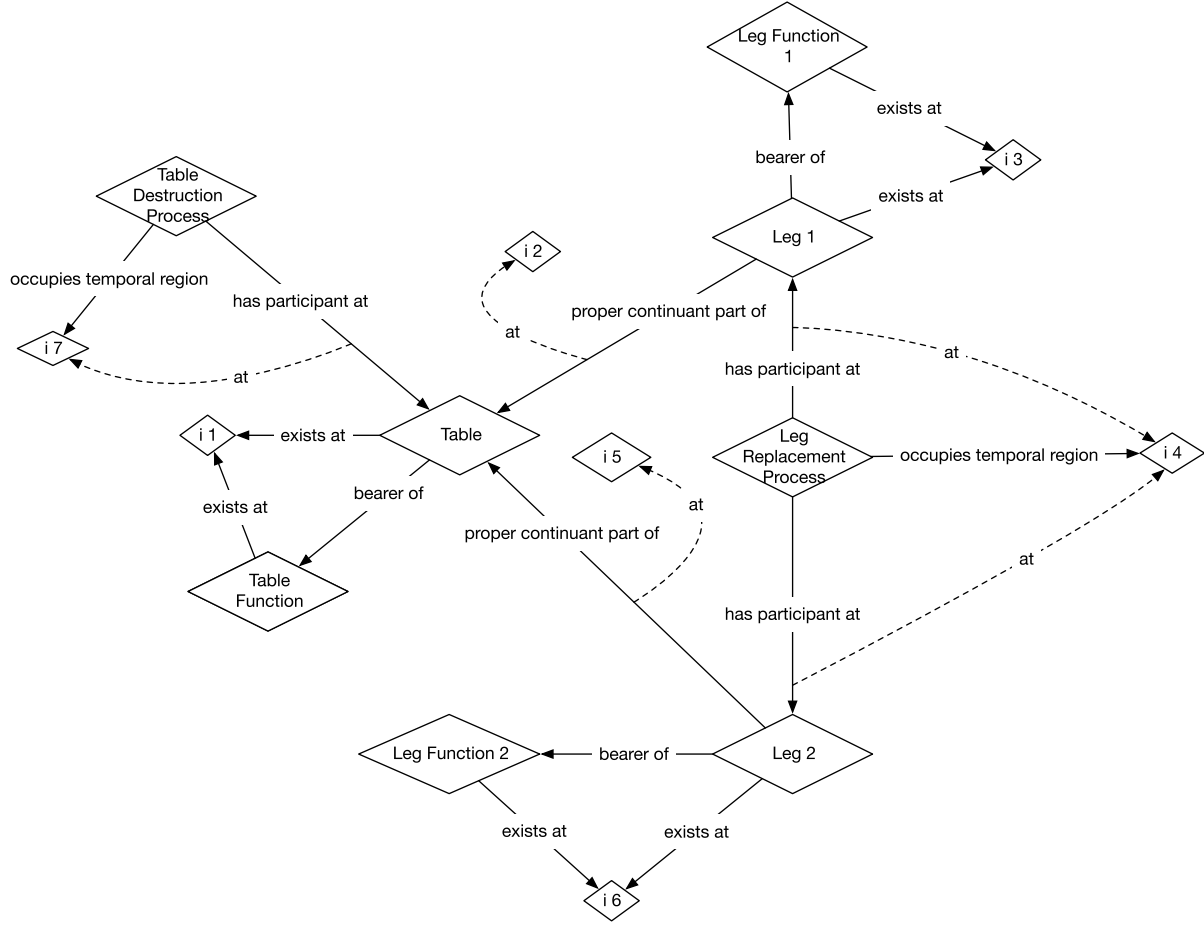 Leg Function
1
exists at
bearer of
i 3
Table
Destruction
Process
exists at
Leg 1
i 2
occupies temporal region
has participant at
proper continuant part of
at
i 7
at
at
has participant at
i 1
exists at
Table
i 5
Leg
Replacement
Process
occupies temporal region
i 4
bearer of
exists at
at
proper continuant part of
at
Table
Function
has participant at
Leg Function 2
bearer of
Leg 2
exists at
exists at
i 6